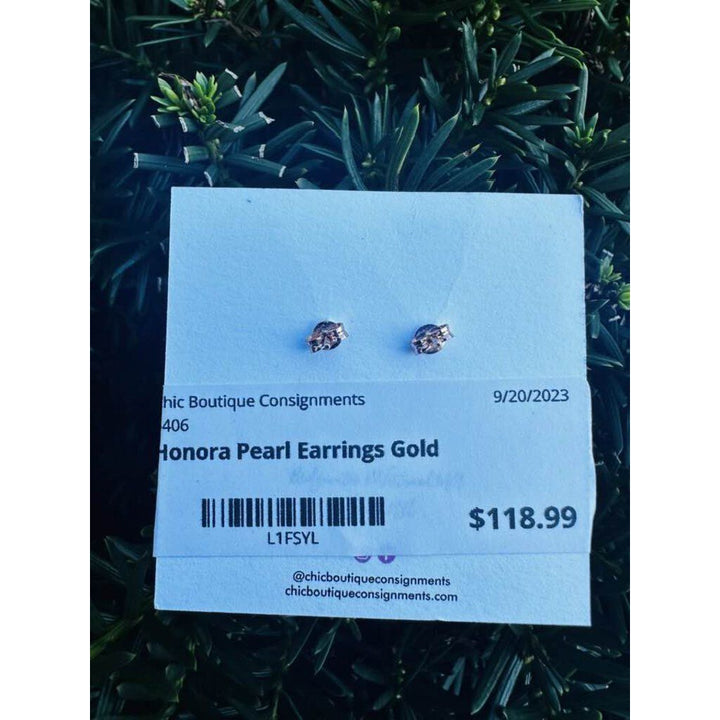 hic Boutique Consignments 9/20/2023
406
Honora Pearl Earrings Gold
L1FSYL $118.99
@chicboutiqueconsignments
chicboutiqueconsignments.com